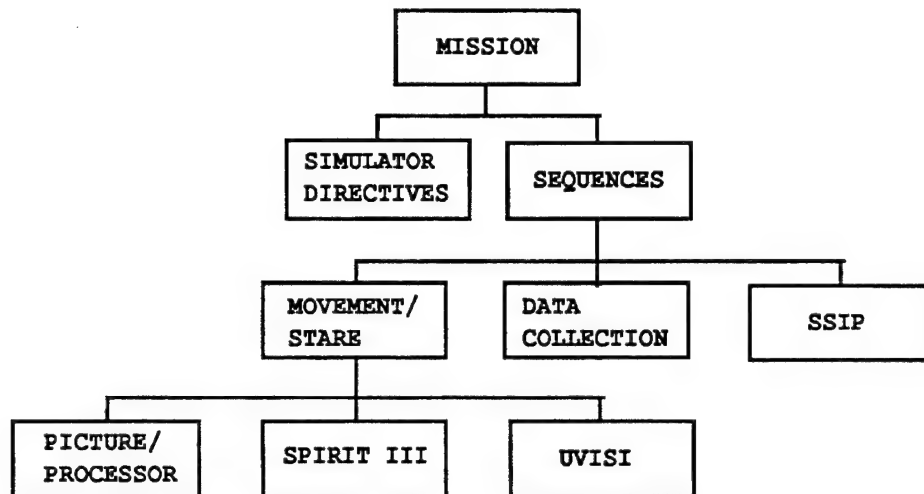 MISSION
SIMULATOR
DIRECTIVES
SEQUENCES
MOVEMENT/
STARE
DATA
COLLECTION
SSIP
PICTURE/
PROCESSOR
SPIRIT III
UVISI